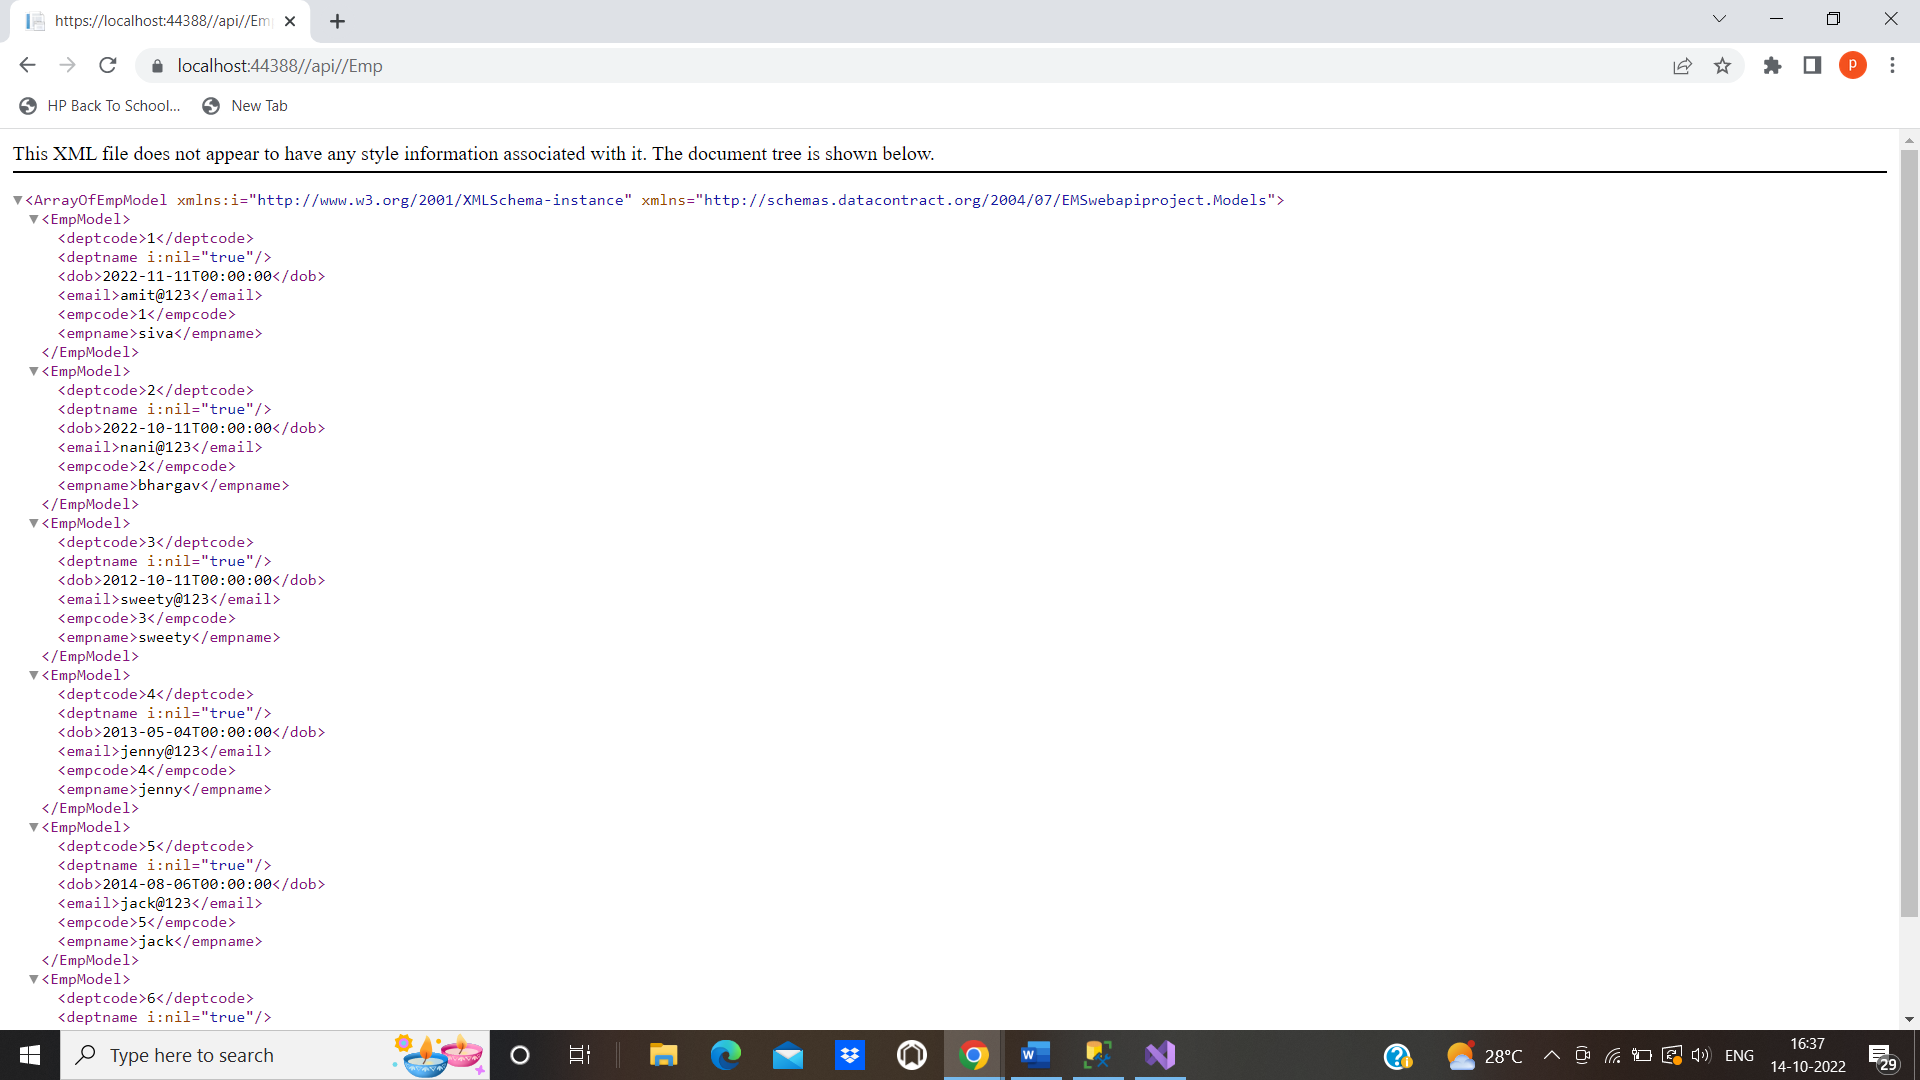 https://localhost:44388//api//Em
localhost:44388//api//Emp
P
HP Back To School...
New Tab
This XML file does not appear to have any style information associated with it. The document tree is shown below.
▼<ArrayOfEmpModel xmlns:i="http://www.w3.org/2001/XMLSchema-instance" xmlns="http://schemas.datacontract.org/2004/07/EMSwebapiproject.Models">
▼<EmpModel>
<deptcode>1</deptcode>
<deptname i:nil="true"/>
<dob>2022-11-11T00:00:00</dob>
<email>amit@123</email>
<empcode>1</empcode>
<empname>siva</empname>
</EmpModel>
▼<EmpModel>
<deptcode>2</deptcode>
<deptname i:nil="true"/>
<dob>2022-10-11T00:00:00</dob>
<email>nani@123</email>
<empcode>2</empcode>
<empname>bhargav</empname>
</EmpModel>
▼<EmpModel>
<deptcode>3</deptcode>
<deptname i:nil="true"/>
<dob>2012-10-11T00:00:00</dob>
<email>sweety@123</email>
<empcode>3</empcode>
<empname>sweety</empname>
</EmpModel>
▼<EmpModel>
<deptcode>4</deptcode>
<deptname i:nil="true"/>
<dob>2013-05-04T00:00:00</dob>
<email>jenny@123</email>
<empcode>4</empcode>
<empname>jenny</empname>
</EmpModel>
▼<EmpModel>
<deptcode>5</deptcode>
<deptname i:nil="true"/>
<dob>2014-08-06T00:00:00</dob>
<email>jack@123</email>
<empcode>5</empcode>
<empname>jack</empname>
</EmpModel>
▼<EmpModel>
<deptcode>6</deptcode>
<deptname i:nil="true"/>
Type here to search
28°C
ENG
16:37
14-10-2022
29